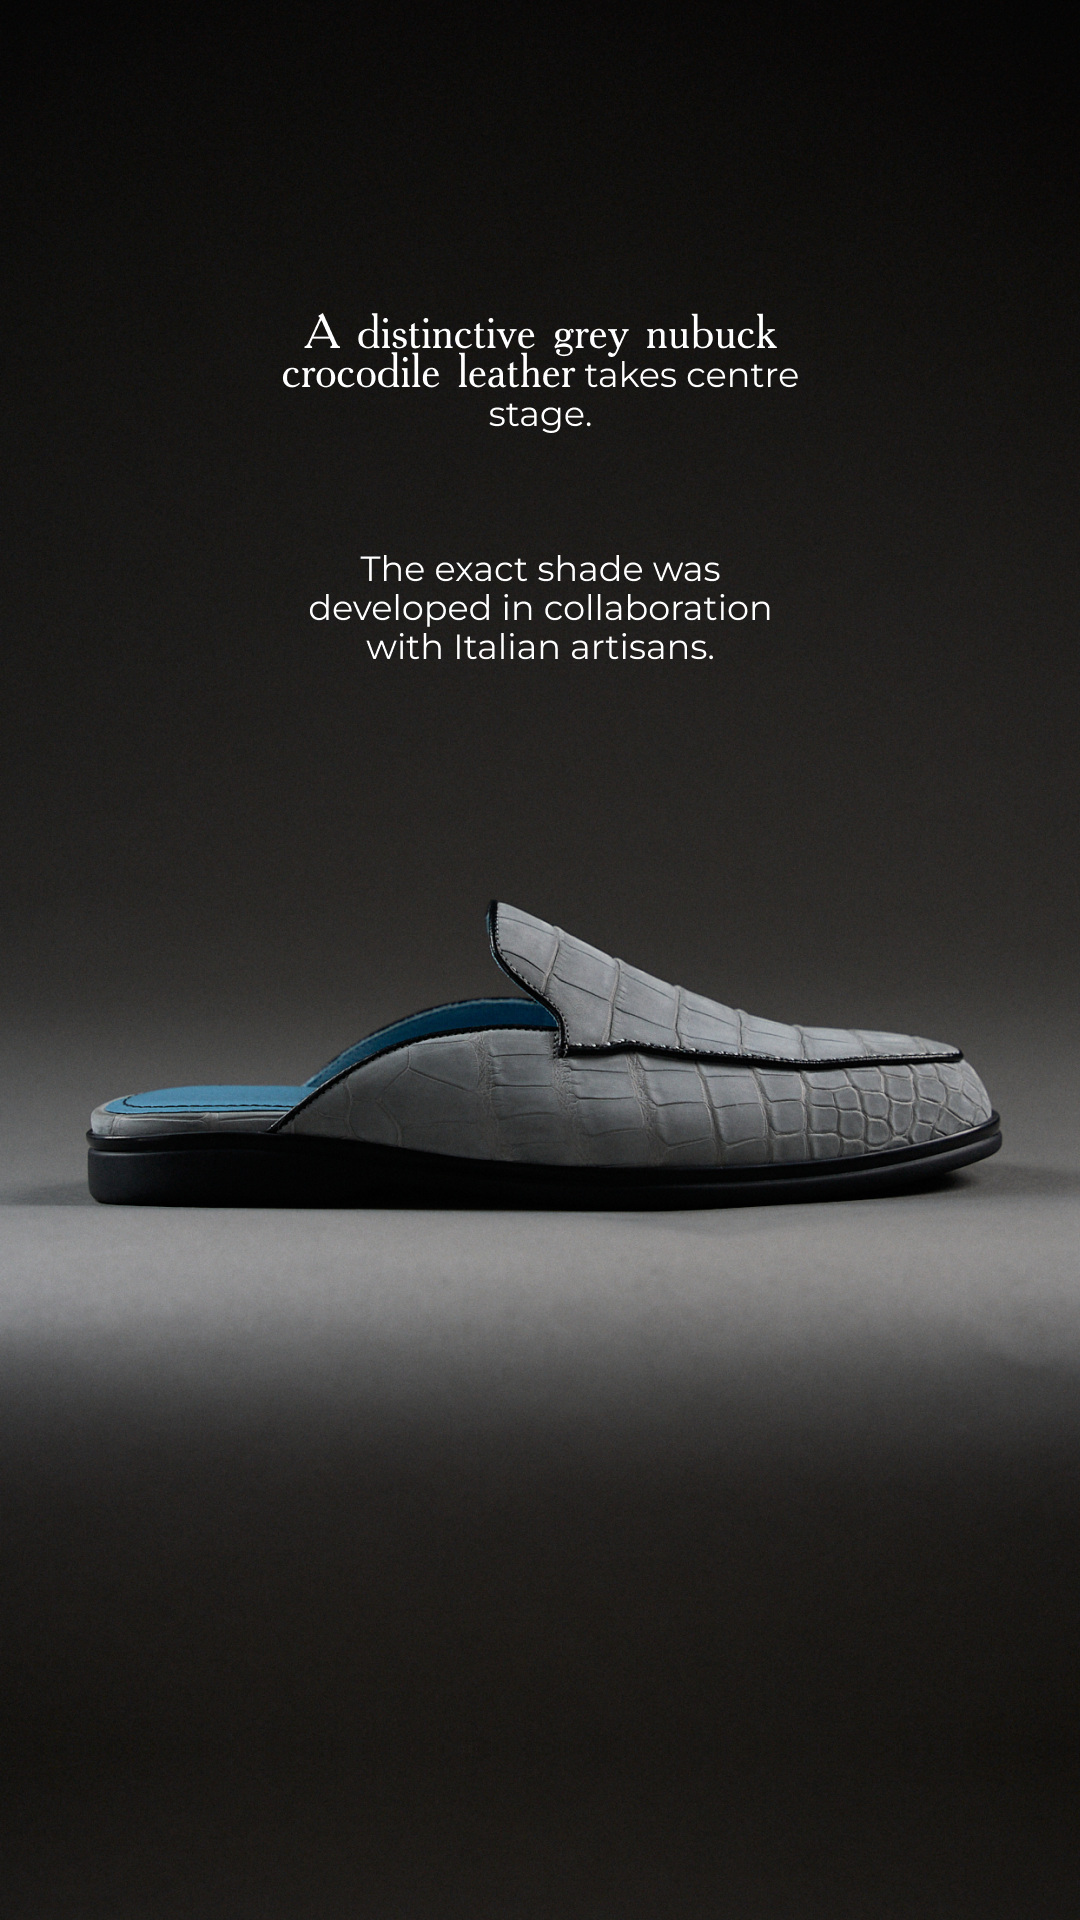 A distinctive grey nubuck
crocodile leather takes centre
stage.
The exact shade was
developed in collaboration
with Italian artisans.